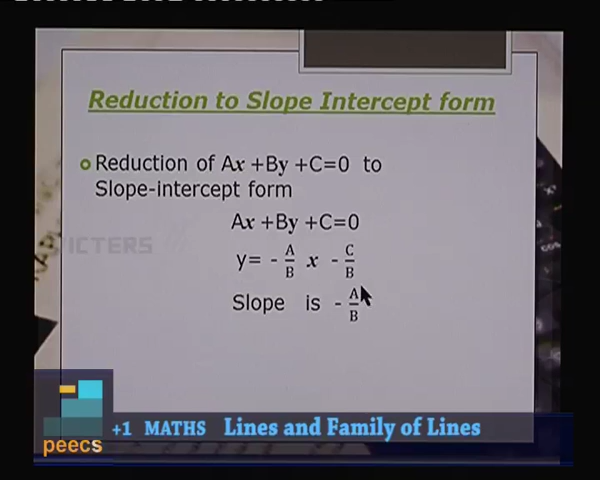 Reduction to Slope Intercept form
Reduction of Ax +By +C=0 to
Slope-intercept form
Ax +By +C=0
y= - A/B x - C/B
Slope is - A/B
VICTERS
peecs
+1 MATHS Lines and Family of Lines